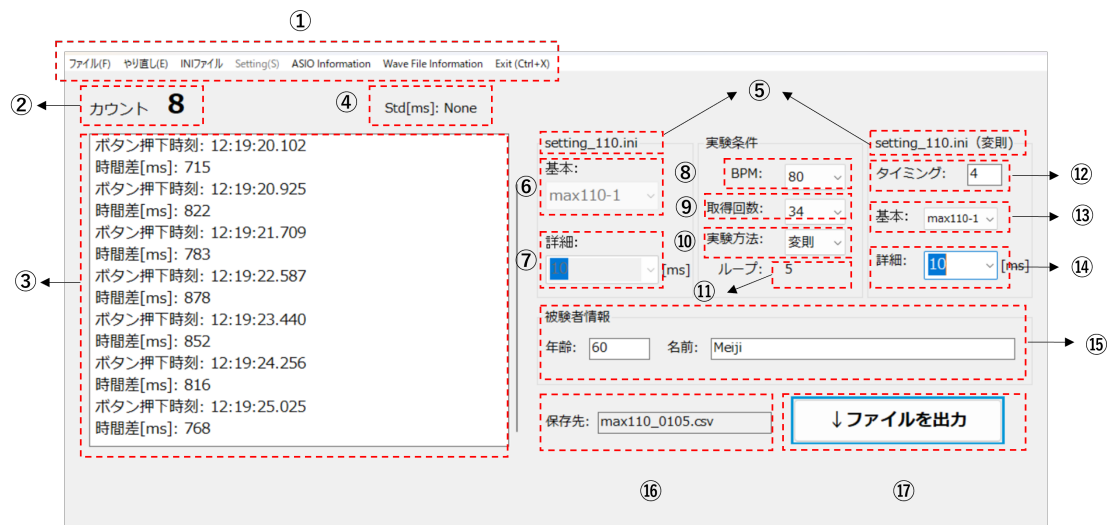 ①
ファイル(F) やり直し(E) INIファイル Setting(S) ASIO Information Wave File Information Exit (Ctrl+X)
② カウント 8 ④ Std[ms]: None ⑤
ボタン押下時刻: 12:19:20.102
時間差[ms]: 715
ボタン押下時刻: 12:19:20.925
時間差[ms]: 822
ボタン押下時刻: 12:19:21.709
時間差[ms]: 783
③ ボタン押下時刻: 12:19:22.587
時間差[ms]: 878
ボタン押下時刻: 12:19:23.440
時間差[ms]: 852
ボタン押下時刻: 12:19:24.256
時間差[ms]: 816
ボタン押下時刻: 12:19:25.025
時間差[ms]: 768
setting_110.ini
⑥ 基本:
max110-1
⑦ 詳細:
10 [ms]
実験条件
⑧ BPM: 80
⑨ 取得回数: 34
⑩ 実験方法: 変則
ループ: 5
⑪
setting_110.ini（変則）
タイミング: 4 ⑫
基本: max110-1 ⑬
詳細: 10 [ms] ⑭
被験者情報
年齢: 60 名前: Meiji ⑮
保存先: max110_0105.csv ↓ファイルを出力
⑯ ⑰